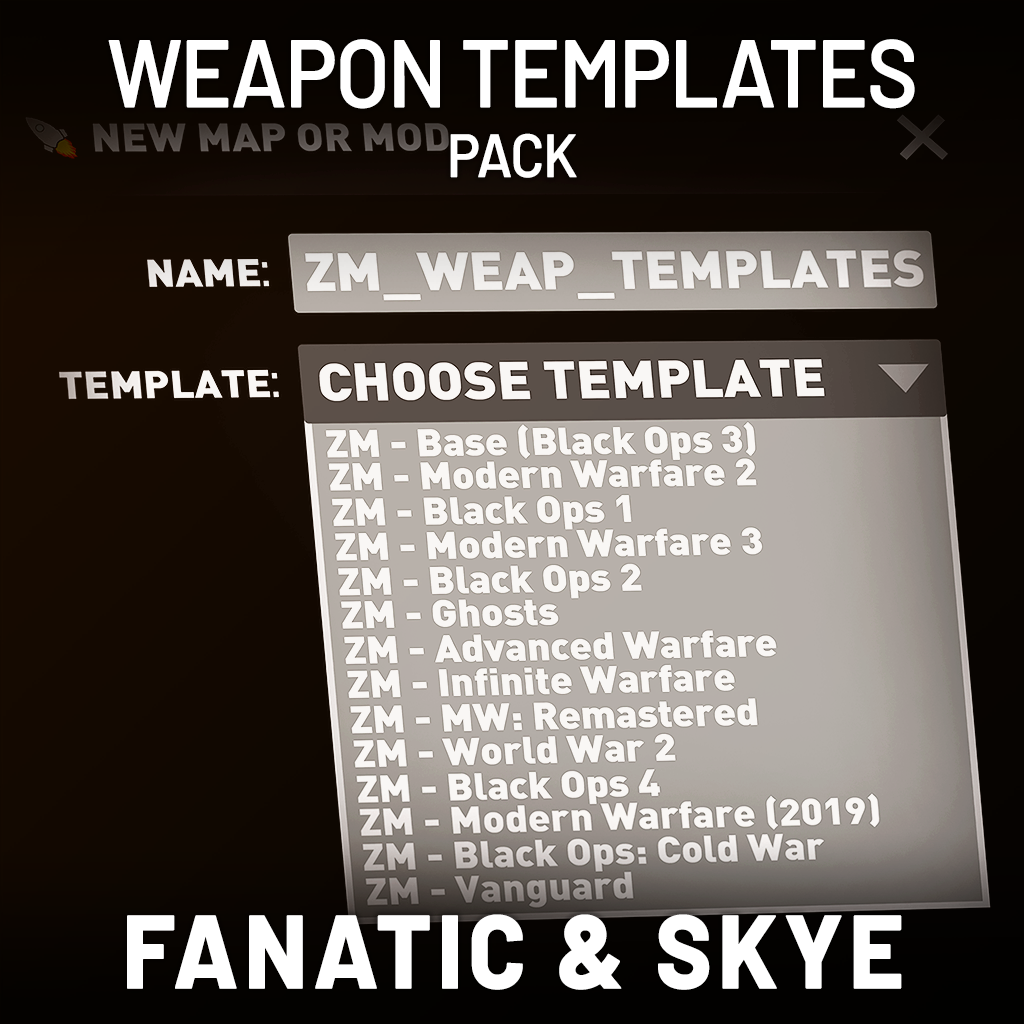 WEAPON TEMPLATES
NEW MAP OR MOD
PACK
NAME: ZM_WEAP_TEMPLATES
TEMPLATE: CHOOSE TEMPLATE
ZM - Base (Black Ops 3)
ZM - Modern Warfare 2
ZM - Black Ops 1
ZM - Modern Warfare 3
ZM - Black Ops 2
ZM - Ghosts
ZM - Advanced Warfare
ZM - Infinite Warfare
ZM - MW: Remastered
ZM - World War 2
ZM - Black Ops 4
ZM - Modern Warfare (2019)
ZM - Black Ops: Cold War
ZM - Vanguard
FANATIC & SKYE